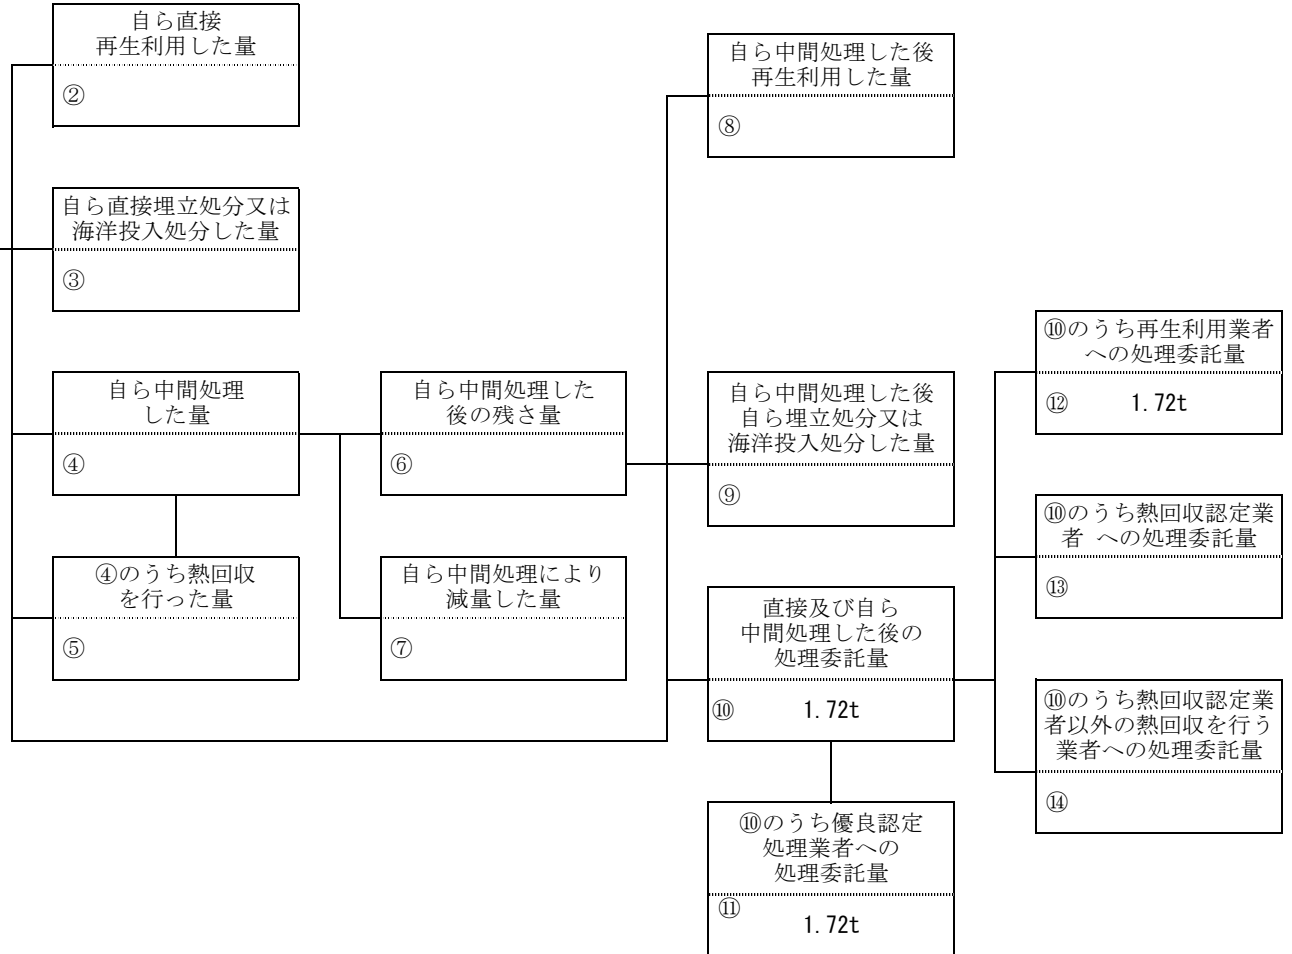 自ら直接
再生利用した量
②
自ら直接埋立処分又は
海洋投入処分した量
③
自ら中間処理
した量
④
④のうち熱回収
を行った量
⑤
自ら中間処理した
後の残さ量
⑥
自ら中間処理により
減量した量
⑦
自ら中間処理した後
再生利用した量
⑧
自ら中間処理した後
自ら埋立処分又は
海洋投入処分した量
⑨
直接及び自ら
中間処理した後の
処理委託量
⑩ 1.72t
⑩のうち優良認定
処理業者への
処理委託量
⑪ 1.72t
⑩のうち再生利用業者
への処理委託量
⑫ 1.72t
⑩のうち熱回収認定業
者 への処理委託量
⑬
⑩のうち熱回収認定業
者以外の熱回収を行う
業者への処理委託量
⑭